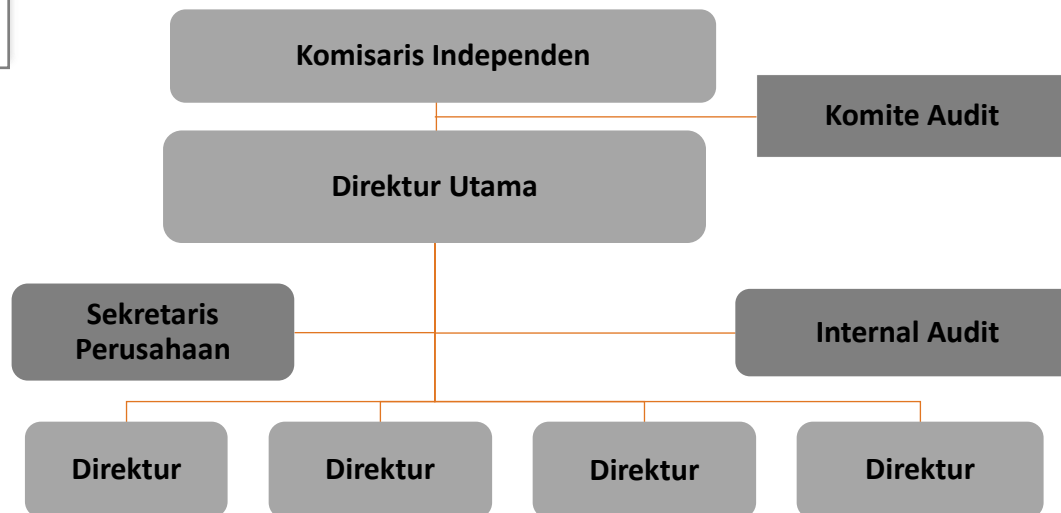 Komisaris Independen
Komite Audit
Direktur Utama
Sekretaris
Perusahaan
Internal Audit
Direktur
Direktur
Direktur
Direktur